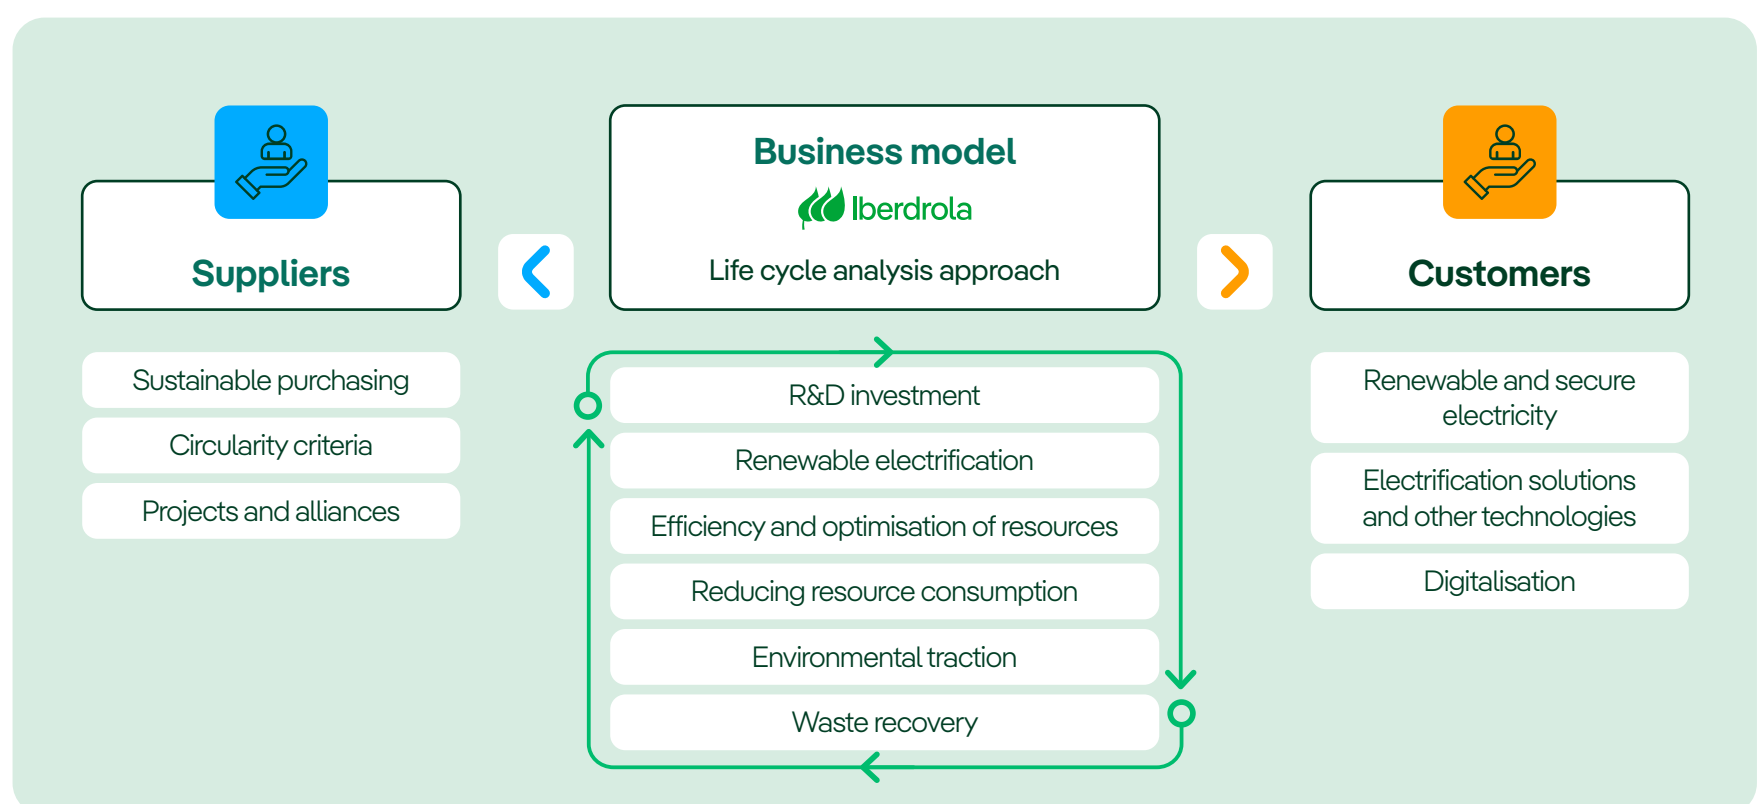 Suppliers
Sustainable purchasing
Circularity criteria
Projects and alliances
Business model
Iberdrola
Life cycle analysis approach
R&D investment
Renewable electrification
Efficiency and optimisation of resources
Reducing resource consumption
Environmental traction
Waste recovery
Customers
Renewable and secure
electricity
Electrification solutions
and other technologies
Digitalisation